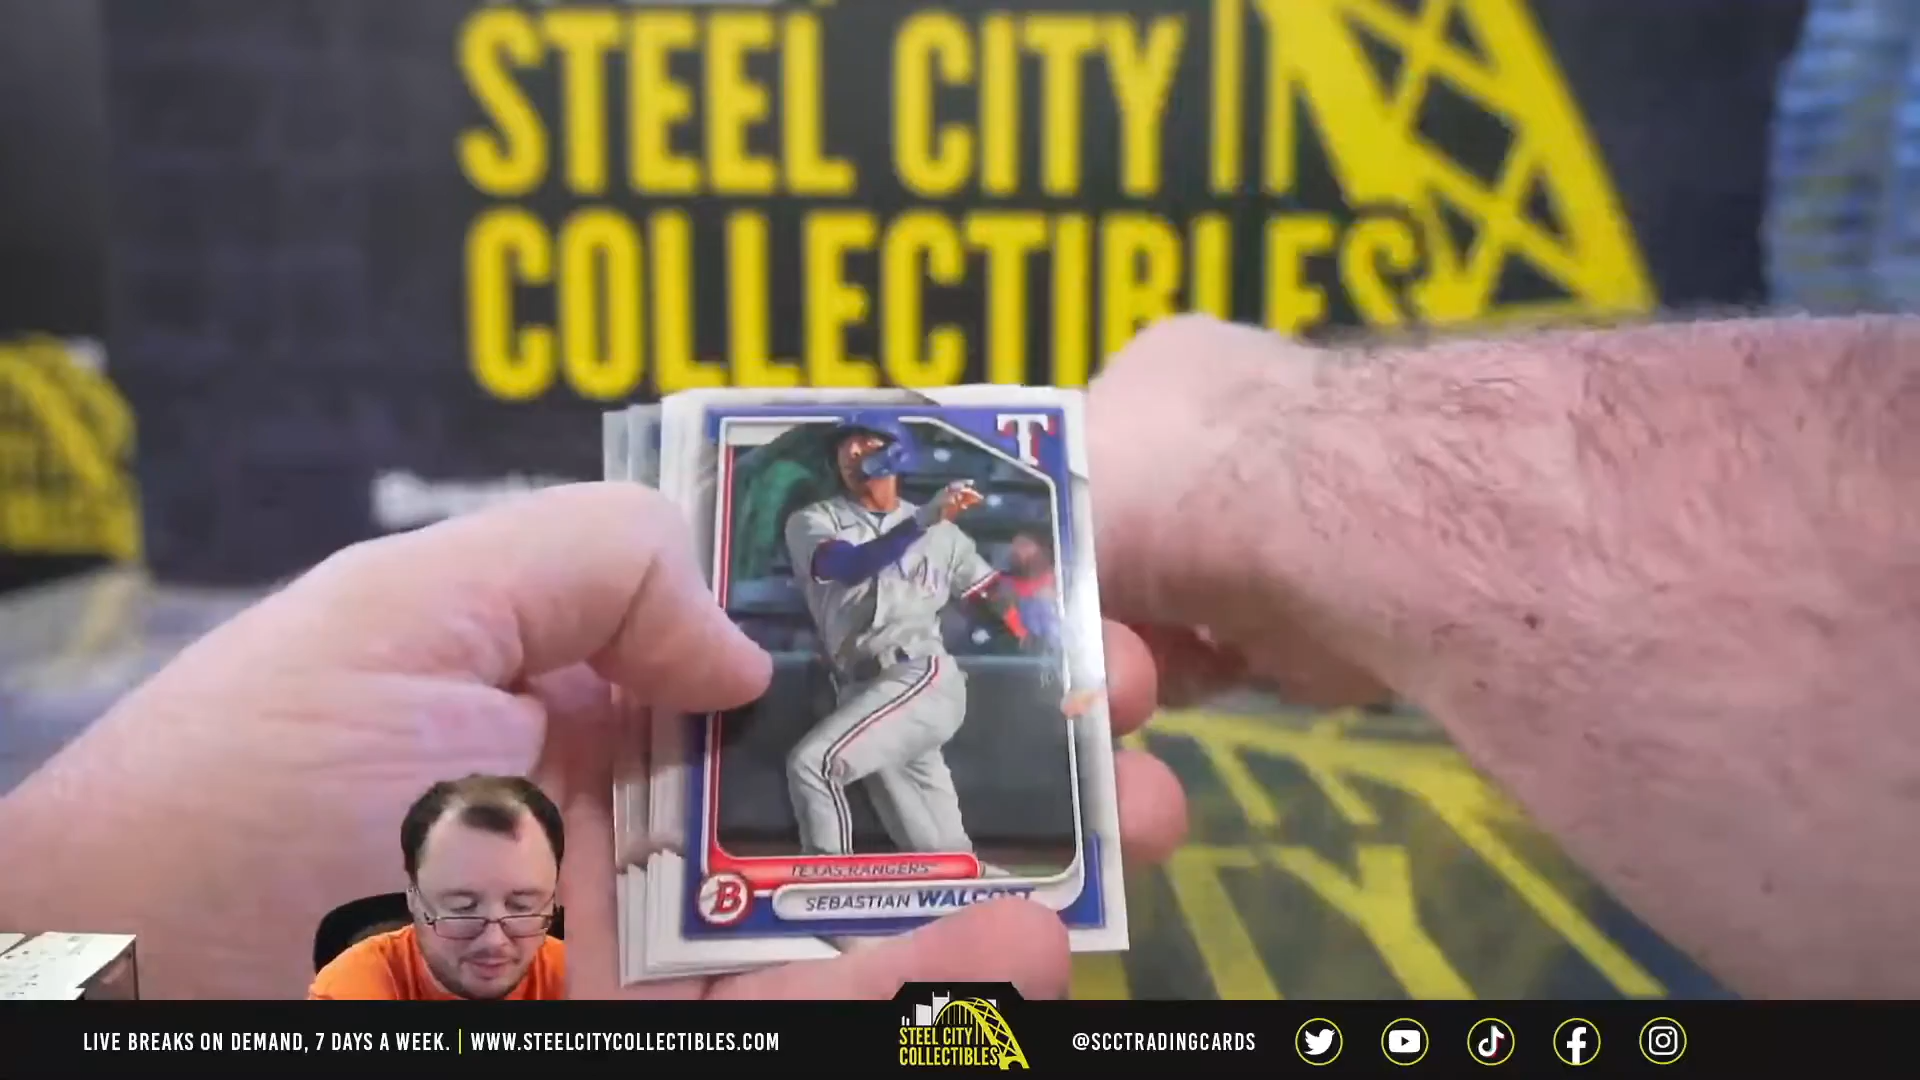 STEEL CITY
COLLECTIBLES
T
TEXAS RANGERS
B
SEBASTIAN WALCOTT
LIVE BREAKS ON DEMAND, 7 DAYS A WEEK. | WWW.STEELCITYCOLLECTIBLES.COM
STEEL CITY
COLLECTIBLES
@SCCTRADINGCARDS